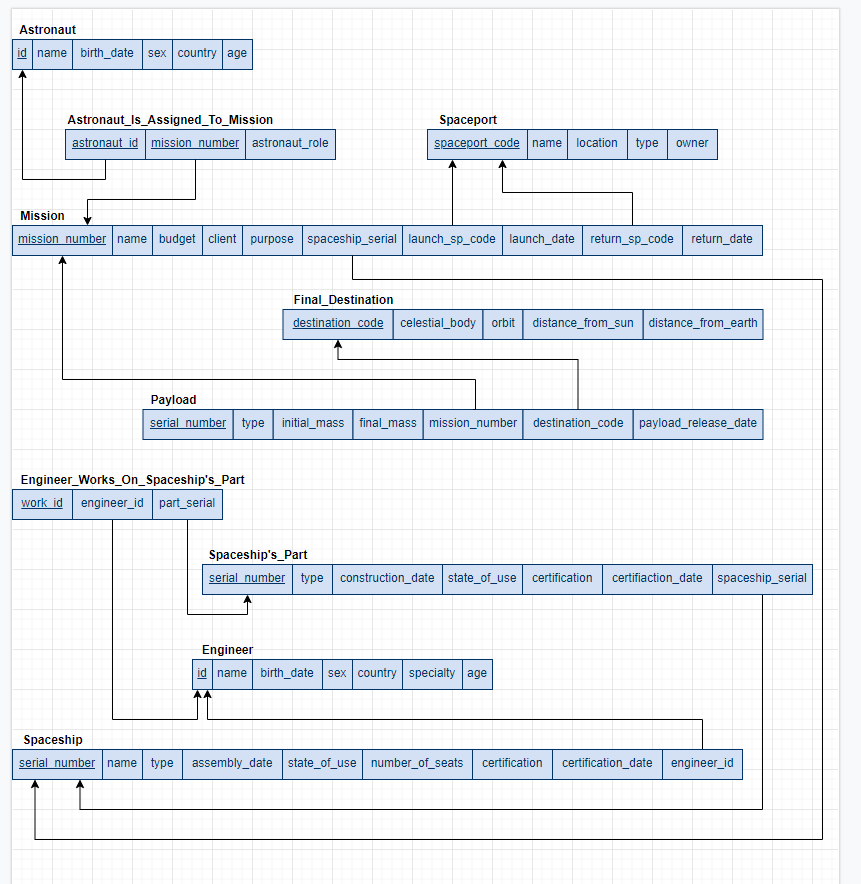 Astronaut
id name birth_date sex country age
Astronaut_Is_Assigned_To_Mission
astronaut_id mission_number astronaut_role
Spaceport
spaceport_code name location type owner
Mission
mission_number name budget client purpose spaceship_serial launch_sp_code launch_date return_sp_code return_date
Final_Destination
destination_code celestial_body orbit distance_from_sun distance_from_earth
Payload
serial_number type initial_mass final_mass mission_number destination_code payload_release_date
Engineer_Works_On_Spaceship's_Part
work_id engineer_id part_serial
Spaceship's_Part
serial_number type construction_date state_of_use certification certifiaction_date spaceship_serial
Engineer
id name birth_date sex country specialty age
Spaceship
serial_number name type assembly_date state_of_use number_of_seats certification certification_date engineer_id